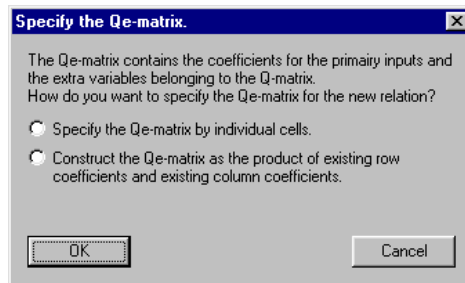 Specify the Qe-matrix.
The Qe-matrix contains the coefficients for the primairy inputs and
the extra variables belonging to the Q-matrix.
How do you want to specify the Qe-matrix for the new relation?
Specify the Qe-matrix by individual cells.
Construct the Qe-matrix as the product of existing row
coefficients and existing column coefficients.
OK Cancel